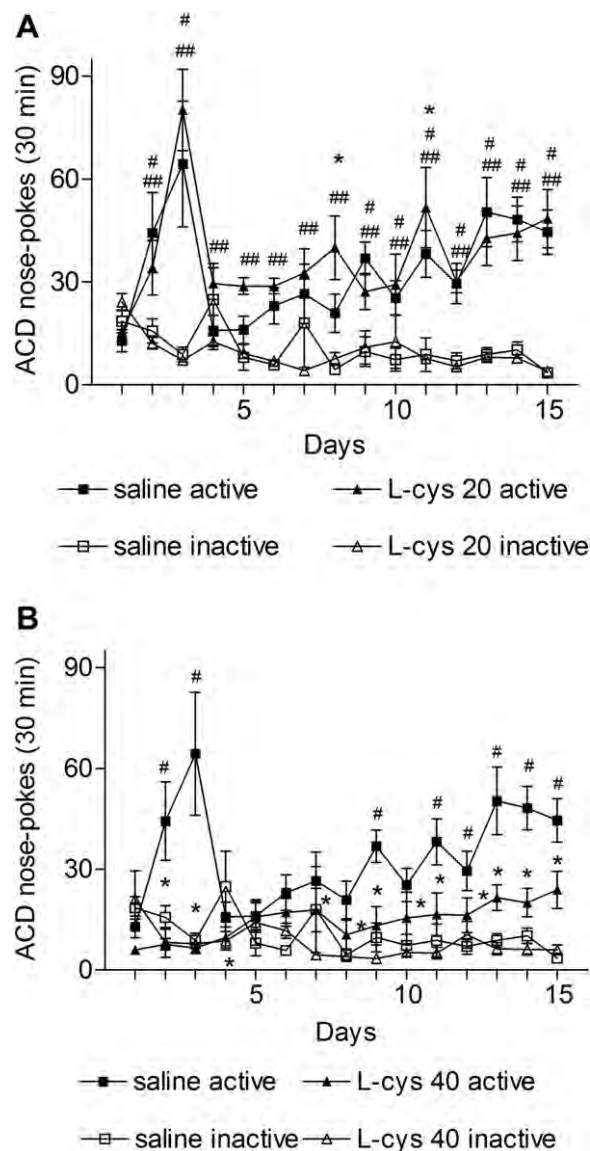 A
# # * #
## ## * # # #
# # ## # ##
## ## ## ## ## ## ## ## ## ## ##
90
60
30
0
ACD nose-pokes (30 min)
5 10 15
Days
saline active L-cys 20 active
saline inactive L-cys 20 inactive
B
90
60
30
0
ACD nose-pokes (30 min)
# # # # # # # #
* * * * * * * * * * *
5 10 15
Days
saline active L-cys 40 active
saline inactive L-cys 40 inactive